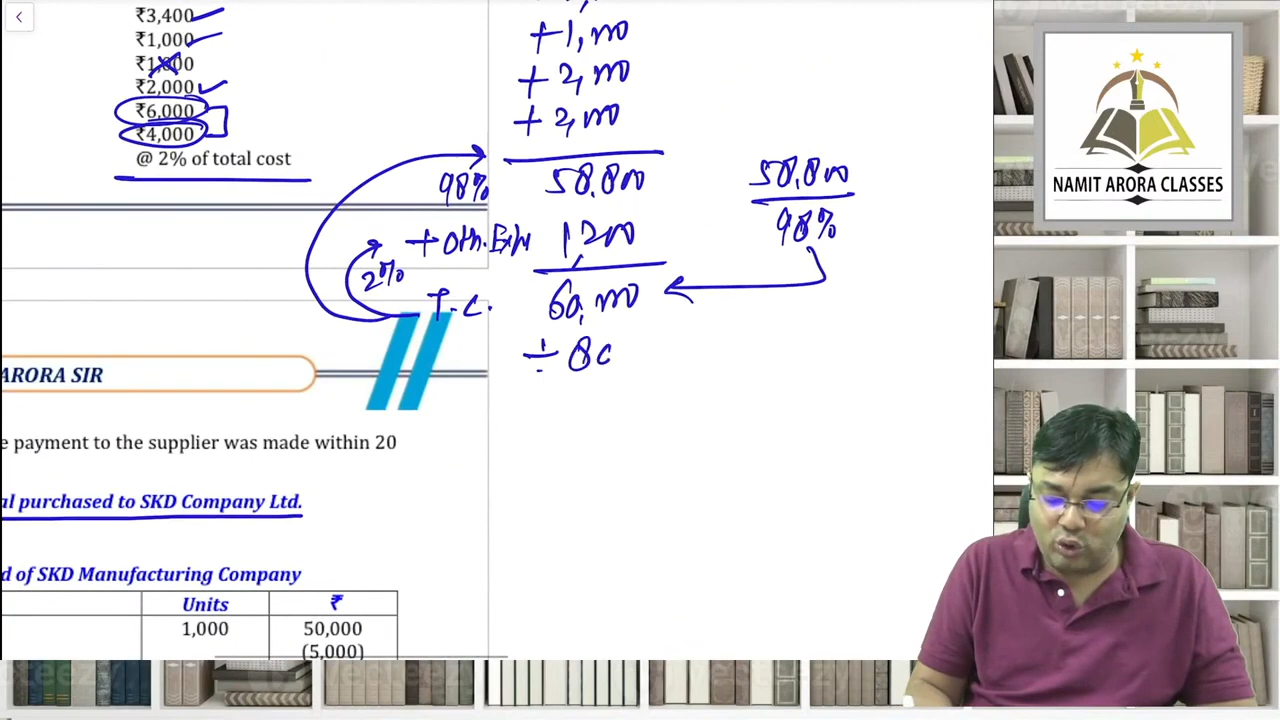 ₹3,400
₹1,000
₹2,000
₹6,000
₹4,000
@ 2% of total cost
+1,000
+2,000
+2,000
98% 58,800
+ Oth. Exp. 1,200
2%
T.C. 60,000
÷ 80
58,800
98%
NAMIT ARORA CLASSES
ARORA SIR
e payment to the supplier was made within 20
al purchased to SKD Company Ltd.
d of SKD Manufacturing Company
Units ₹
1,000 50,000
(5,000)